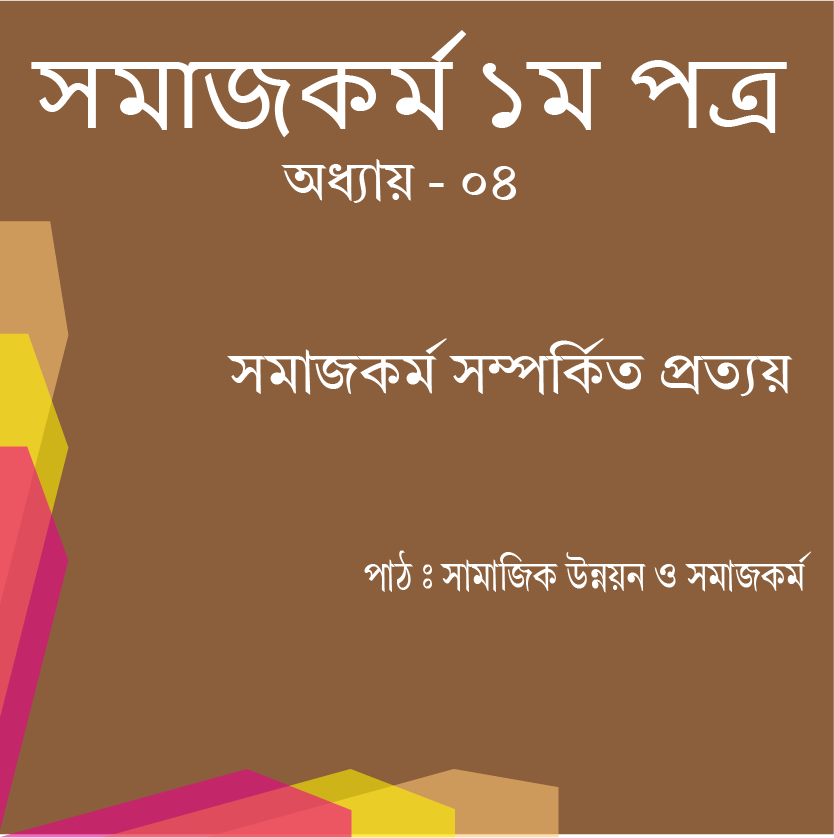 সমাজকর্ম ১ম পত্র
অধ্যায় - ০৪
সমাজকর্ম সম্পর্কিত প্রত্যয়
পাঠ ঃ সামাজিক উন্নয়ন ও সমাজকর্ম